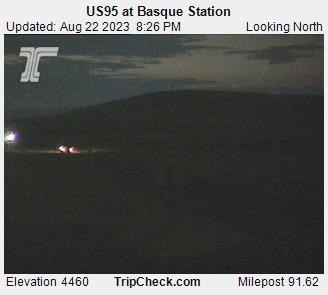 US95 at Basque Station
Updated: Aug 22 2023  8:26 PM Looking North
Elevation 4460 TripCheck.com Milepost 91.62